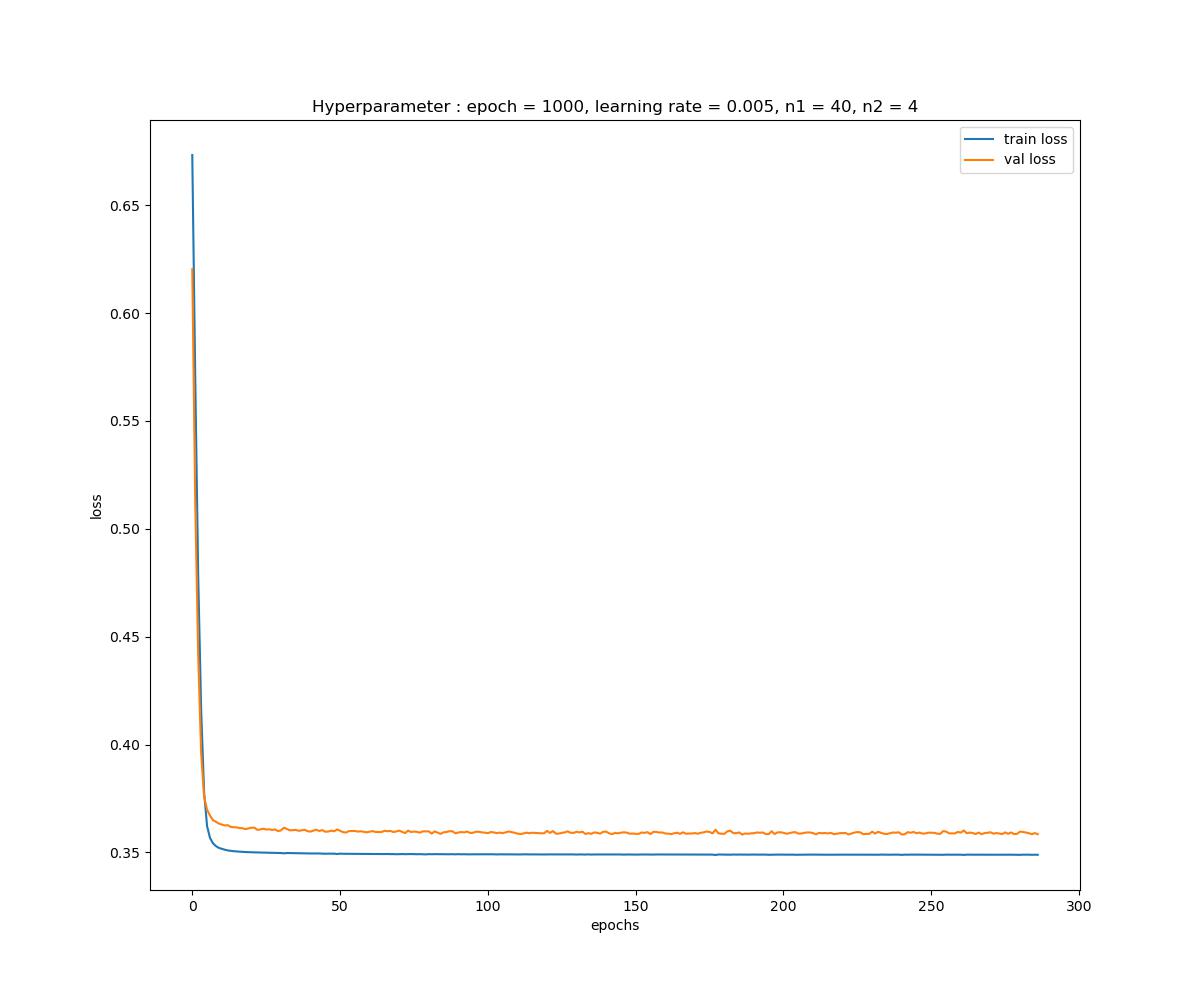 Hyperparameter : epoch = 1000, learning rate = 0.005, n1 = 40, n2 = 4
train loss
val loss
0.65
0.60
0.55
0.50
0.45
0.40
0.35
loss
0 50 100 150 200 250 300
epochs